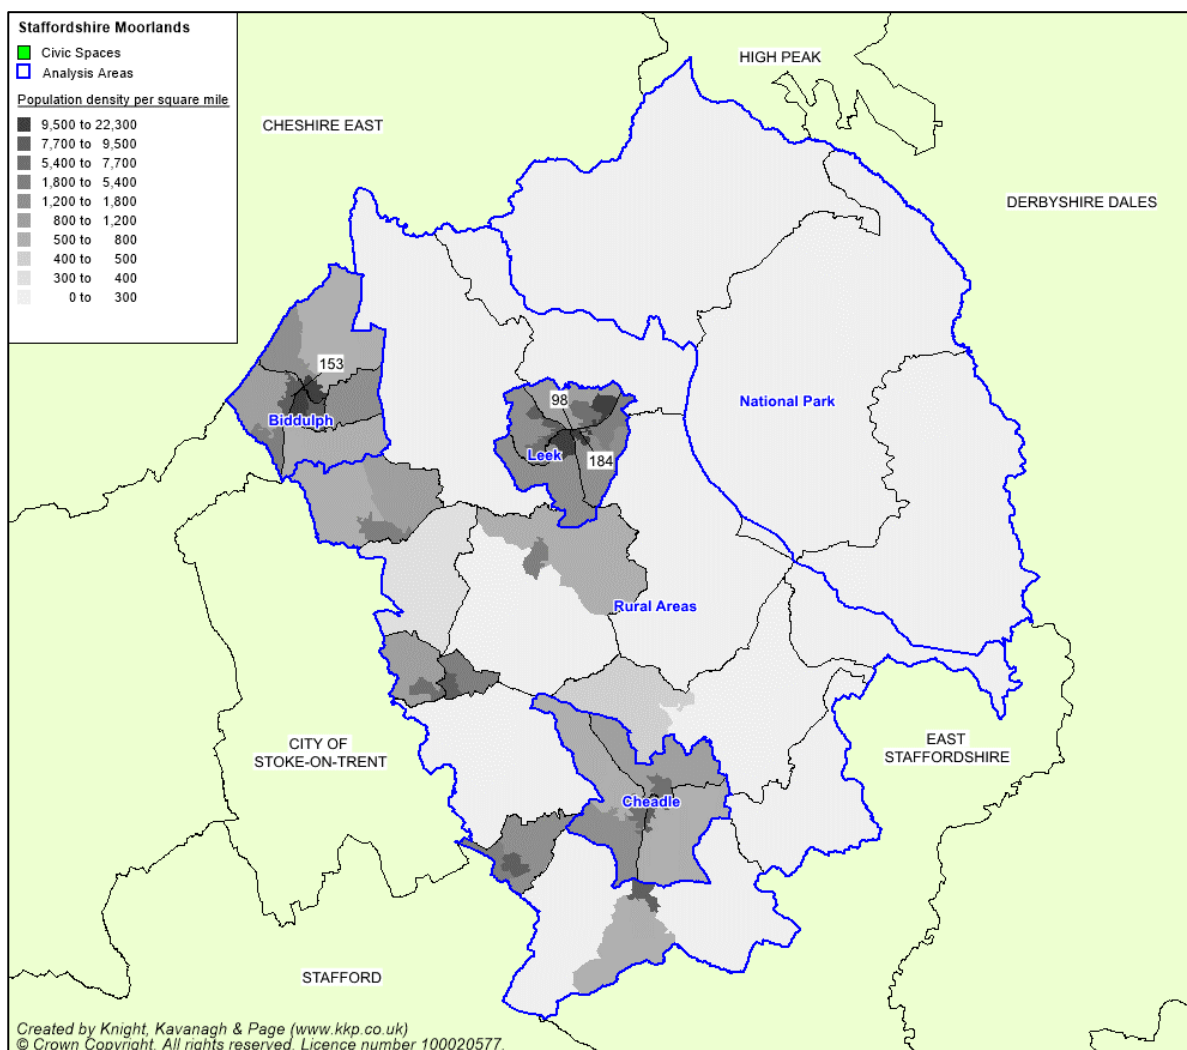 Staffordshire Moorlands
Civic Spaces
Analysis Areas
Population density per square mile
9,500 to 22,300
7,700 to 9,500
5,400 to 7,700
1,800 to 5,400
1,200 to 1,800
800 to 1,200
500 to 800
400 to 500
300 to 400
0 to 300
HIGH PEAK
CHESHIRE EAST
DERBYSHIRE DALES
153
98
National Park
Biddulph
Leek
184
Rural Areas
CITY OF
STOKE-ON-TRENT
EAST
STAFFORDSHIRE
Cheadle
STAFFORD
Created by Knight, Kavanagh & Page (www.kkp.co.uk)
© Crown Copyright. All rights reserved. Licence number 100020577.